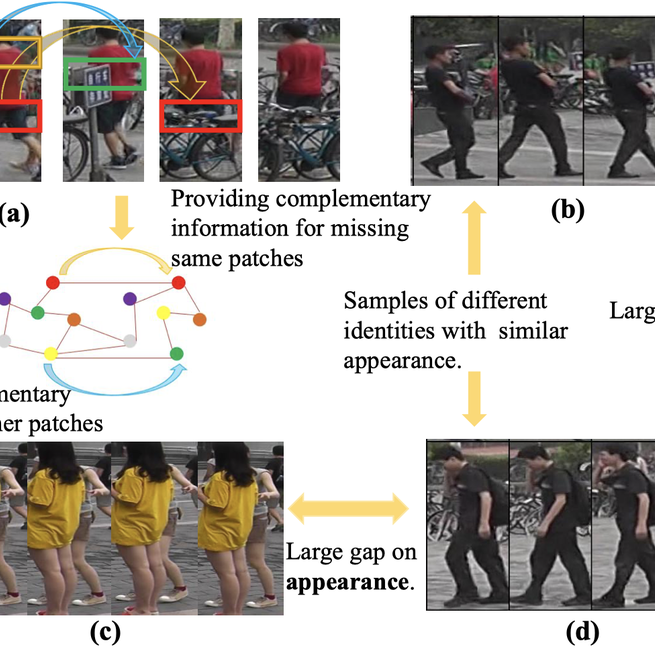 (a)
Providing complementary
information for missing
same patches
(b)
Samples of different
identities with similar
appearance.
Larg
mentary
er patches
Large gap on
appearance.
(c)
(d)